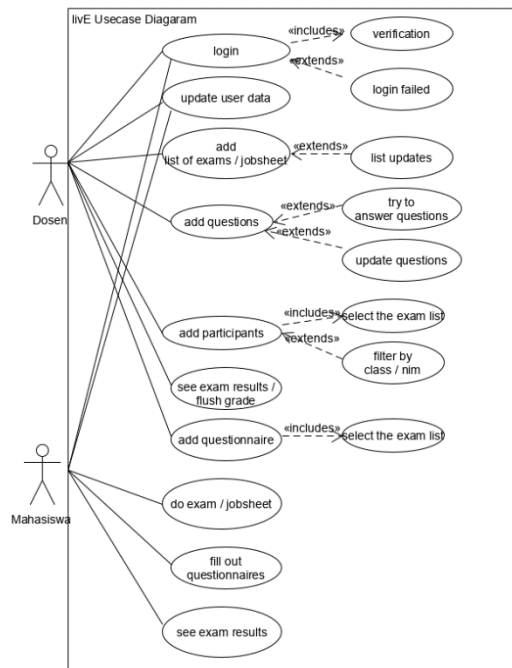 livE Usecase Diagaram
«includes»
verification
login
«extends»
login failed
update user data
add
list of exams / jobsheet
«extends»
list updates
Dosen
add questions
«extends»
try to
answer questions
«extends»
update questions
add participants
«includes»
select the exam list
«extends»
filter by
class / nim
see exam results /
flush grade
add questionnaire
«includes»
select the exam list
Mahasiswa
do exam / jobsheet
fill out
questionnaires
see exam results